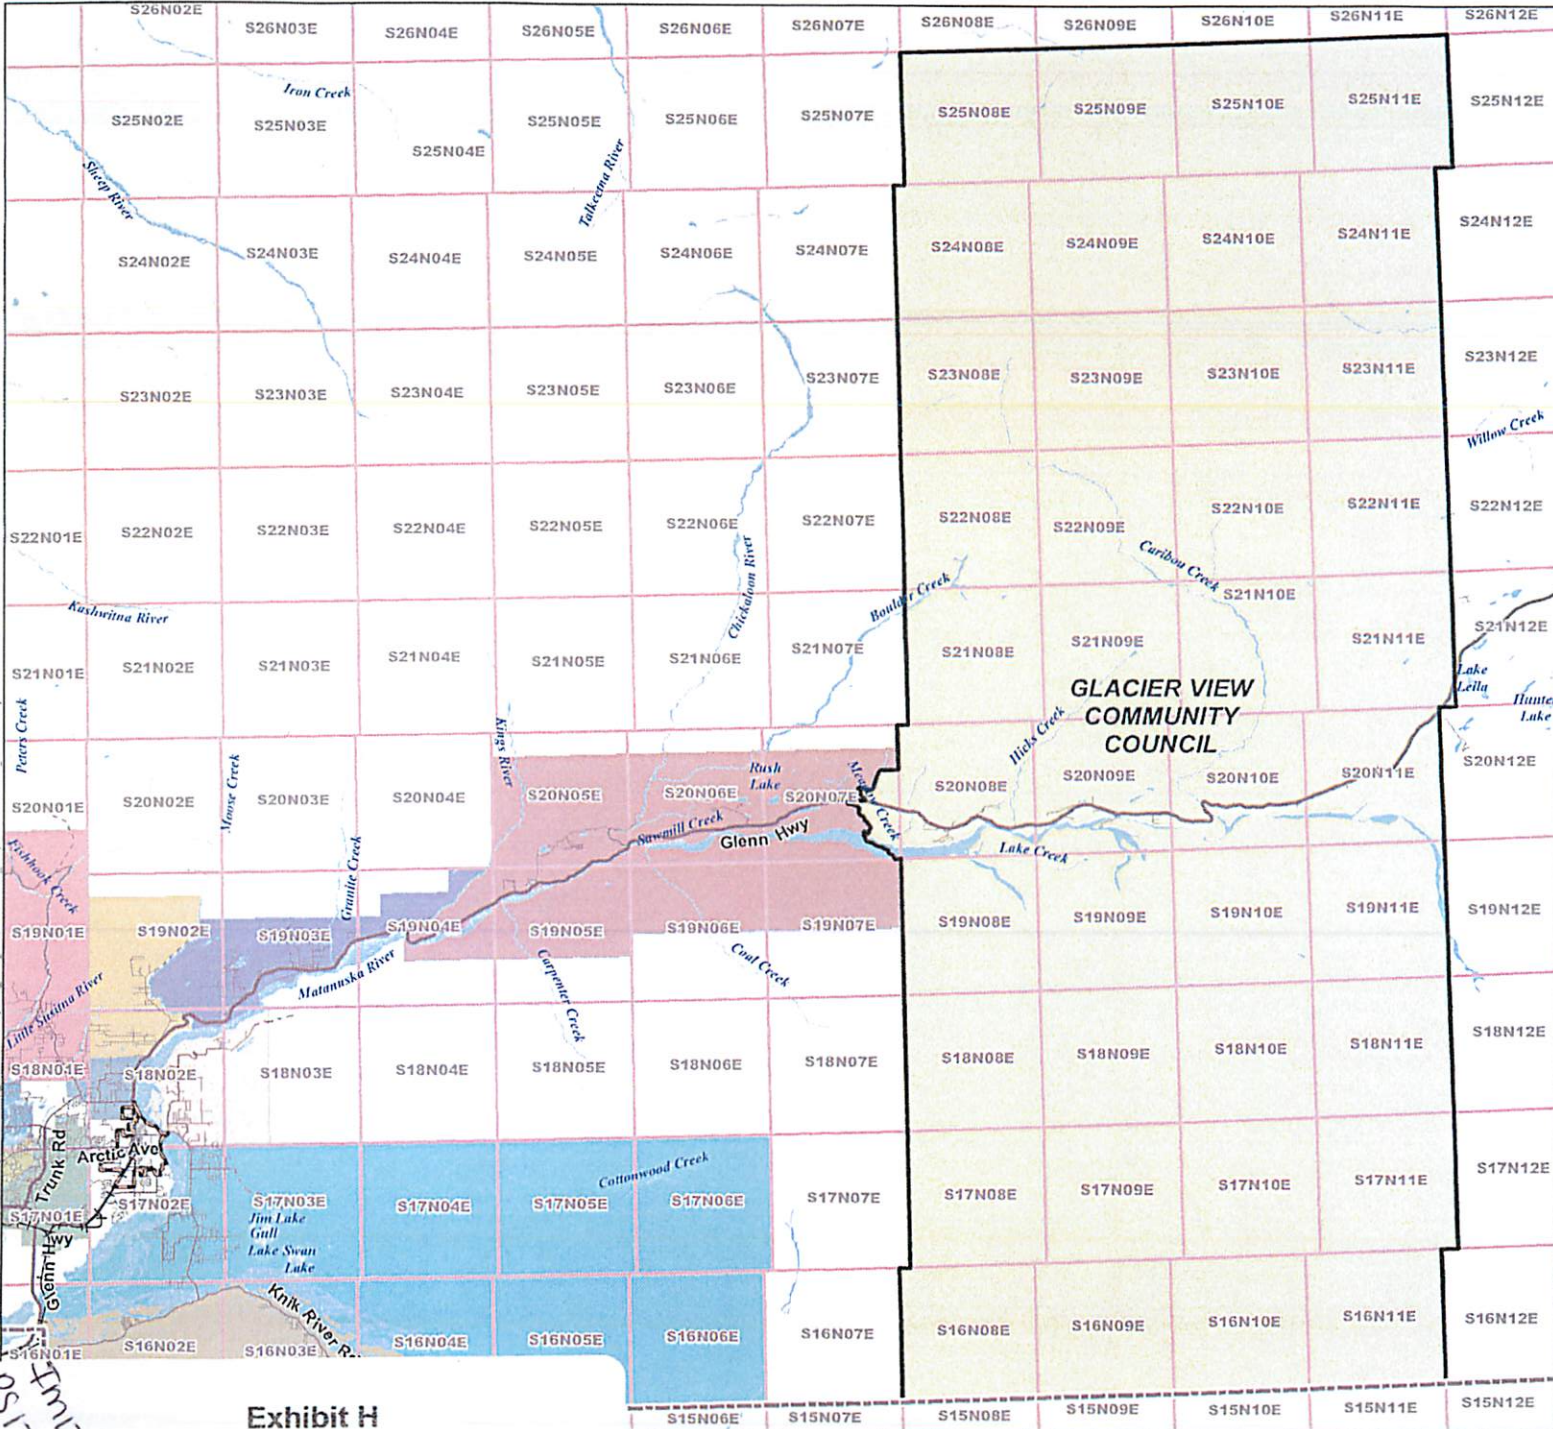 S26N02E
S26N03E
S26N04E
S26N05E
S26N06E
S26N07E
S26N08E
S26N09E
S26N10E
S26N11E
S26N12E
Iron Creek
S25N02E
S25N03E
S25N04E
S25N05E
S25N06E
S25N07E
S25N08E
S25N09E
S25N10E
S25N11E
S25N12E
Sheep River
Talkeetna River
S24N02E
S24N03E
S24N04E
S24N05E
S24N06E
S24N07E
S24N08E
S24N09E
S24N10E
S24N11E
S24N12E
S23N02E
S23N03E
S23N04E
S23N05E
S23N06E
S23N07E
S23N08E
S23N09E
S23N10E
S23N11E
S23N12E
Willow Creek
S22N01E
S22N02E
S22N03E
S22N04E
S22N05E
S22N06E
S22N07E
S22N08E
S22N09E
S22N10E
S22N11E
S22N12E
Kashwitna River
Chickaloon River
Boulder Creek
Caribou Creek
S21N01E
S21N02E
S21N03E
S21N04E
S21N05E
S21N06E
S21N07E
S21N08E
S21N09E
S21N10E
S21N11E
S21N12E
Lake
Leila
Hunte
Lake
GLACIER VIEW
COMMUNITY
COUNCIL
Peters Creek
Moose Creek
Kings River
Rush
Lake
Hicks Creek
S20N01E
S20N02E
S20N03E
S20N04E
S20N05E
S20N06E
S20N07E
S20N08E
S20N09E
S20N10E
S20N11E
S20N12E
Meadow Creek
Sawmill Creek
Glenn Hwy
Lake Creek
Fishhook Creek
Granite Creek
S19N01E
S19N02E
S19N03E
S19N04E
S19N05E
S19N06E
S19N07E
S19N08E
S19N09E
S19N10E
S19N11E
S19N12E
Little Susitna River
Matanuska River
Carpenter Creek
Coal Creek
S18N01E
S18N02E
S18N03E
S18N04E
S18N05E
S18N06E
S18N07E
S18N08E
S18N09E
S18N10E
S18N11E
S18N12E
Trunk Rd
Arctic Ave
Cottonwood Creek
S17N01E
S17N02E
S17N03E
S17N04E
S17N05E
S17N06E
S17N07E
S17N08E
S17N09E
S17N10E
S17N11E
S17N12E
Jim Lake
Gull
Lake Swan
Lake
Glenn Hwy
Knik River R
S16N01E
S16N02E
S16N03E
S16N04E
S16N05E
S16N06E
S16N07E
S16N08E
S16N09E
S16N10E
S16N11E
S16N12E
Exhibit H
S15N06E
S15N07E
S15N08E
S15N09E
S15N10E
S15N11E
S15N12E